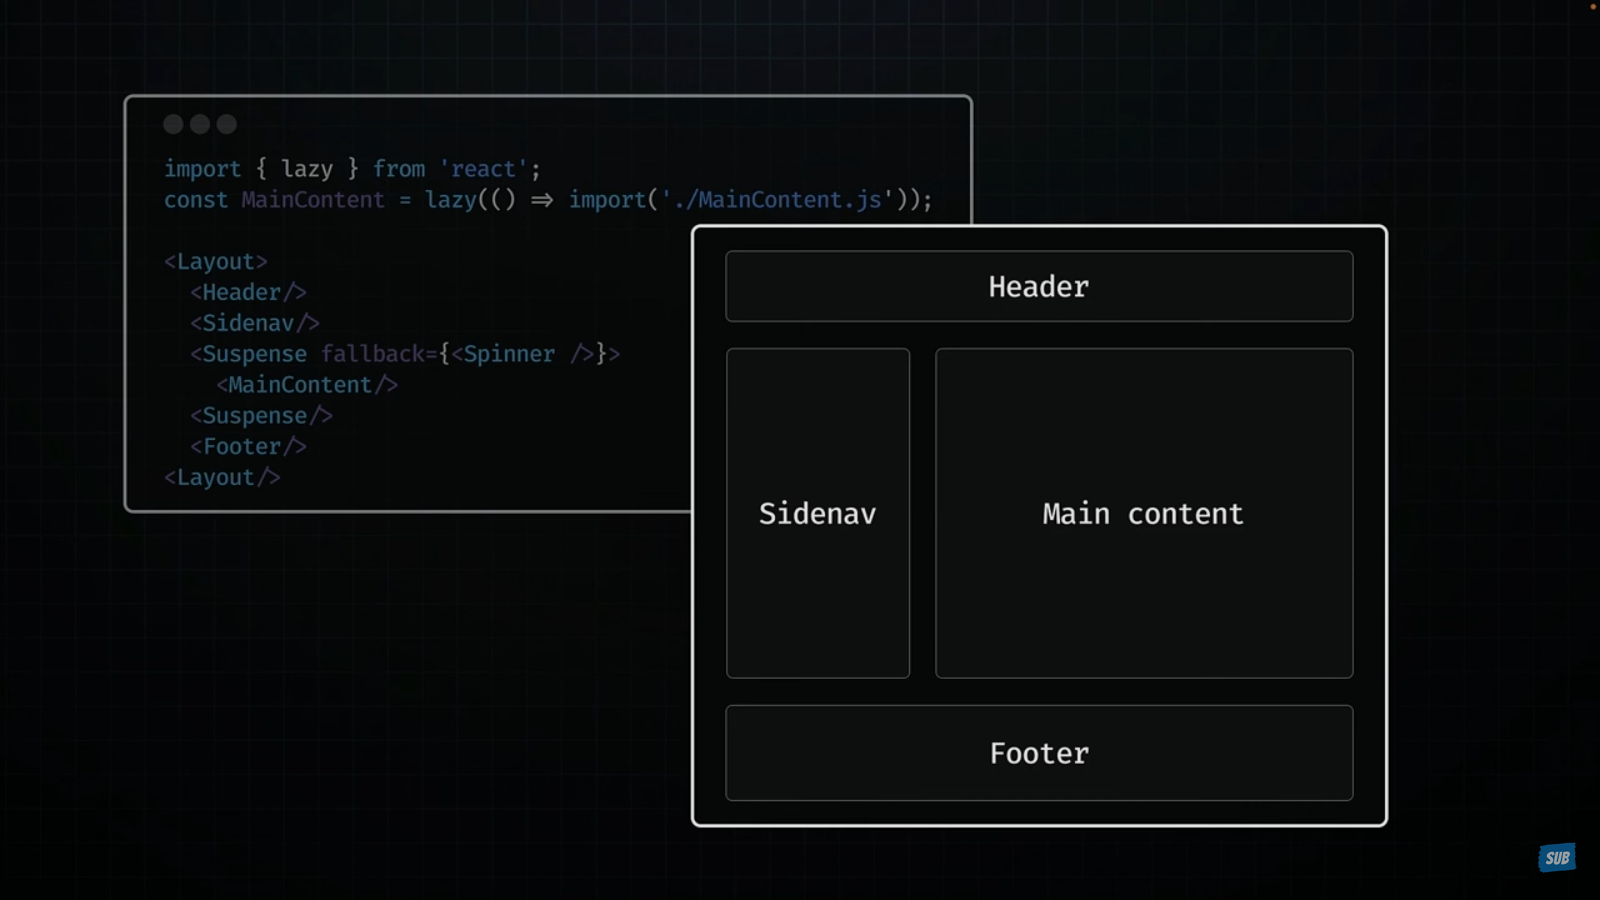 import { lazy } from 'react';
const MainContent = lazy(() ⇒ import('./MainContent.js'));
<Layout>
<Header/>
<Sidenav/>
<Suspense fallback={<Spinner />}>
<MainContent/>
<Suspense/>
<Footer/>
<Layout/>
Header
Sidenav
Main content
Footer
SUB